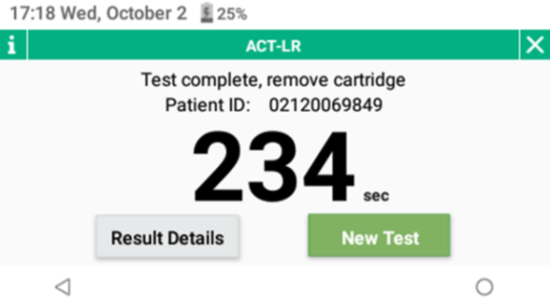 17:18 Wed, October 2 25%
i ACT-LR X
Test complete, remove cartridge
Patient ID: 02120069849
234 sec
Result Details New Test